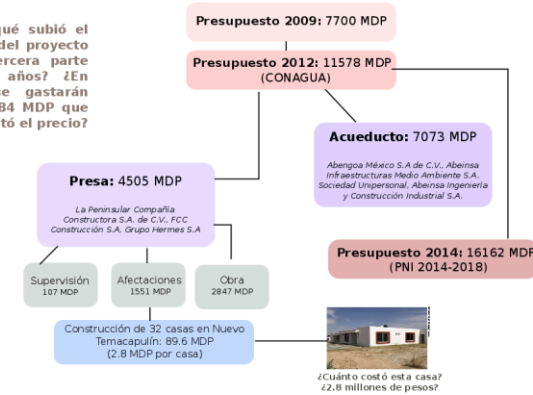 qué subió el
del proyecto
tercera parte
años? ¿En
se gastarán
84 MDP que
tó el precio?
Presupuesto 2009: 7700 MDP
Presupuesto 2012: 11578 MDP
(CONAGUA)
Acueducto: 7073 MDP
Abengoa México S.A de C.V., Abeinsa
Infraestructuras Medio Ambiente S.A.
Sociedad Unipersonal, Abeinsa Ingeniería
y Construcción Industrial S.A.
Presa: 4505 MDP
La Peninsular Compañía
Constructora S.A. de C.V., FCC
Construcción S.A, Grupo Hermes S.A
Presupuesto 2014: 16162 MDP
(PNI 2014-2018)
Supervisión
107 MDP
Afectaciones
1551 MDP
Obra
2847 MDP
Construcción de 32 casas en Nuevo
Temacapulín: 89.6 MDP
(2.8 MDP por casa)
¿Cuánto costó esta casa?
¿2.8 millones de pesos?